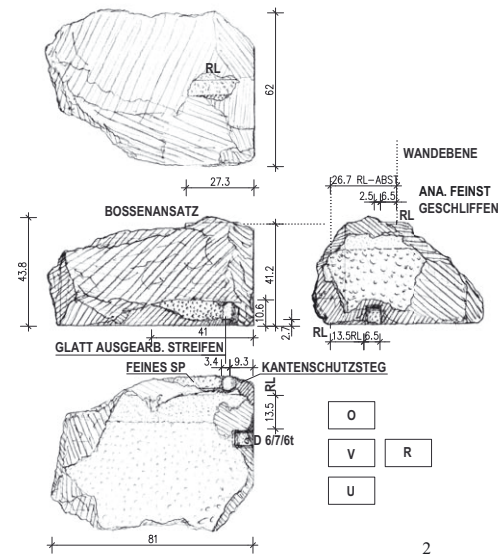 RL
62
27.3
WANDEBENE
26.7 RL-ABST.
2.5 6.5
ANA. FEINST
GESCHLIFFEN
RL
BOSSENANSATZ
43.8
41.2
10.6
2.7
41
RL
13.5RL 6.5
GLATT AUSGEARB. STREIFEN
3.4 9.3
FEINES SP
KANTENSCHUTZSTEG
RL
13.5
D 6/7/6t
O
V R
U
81
2